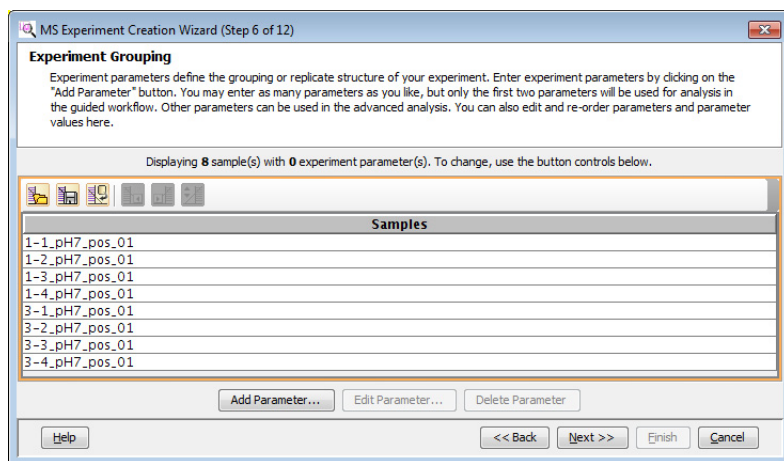 MS Experiment Creation Wizard (Step 6 of 12)
Experiment Grouping
Experiment parameters define the grouping or replicate structure of your experiment. Enter experiment parameters by clicking on the
"Add Parameter" button. You may enter as many parameters as you like, but only the first two parameters will be used for analysis in
the guided workflow. Other parameters can be used in the advanced analysis. You can also edit and re-order parameters and parameter
values here.
Displaying 8 sample(s) with 0 experiment parameter(s). To change, use the button controls below.
Samples
1-1_pH7_pos_01
1-2_pH7_pos_01
1-3_pH7_pos_01
1-4_pH7_pos_01
3-1_pH7_pos_01
3-2_pH7_pos_01
3-3_pH7_pos_01
3-4_pH7_pos_01
Add Parameter... Edit Parameter... Delete Parameter
Help << Back Next >> Finish Cancel